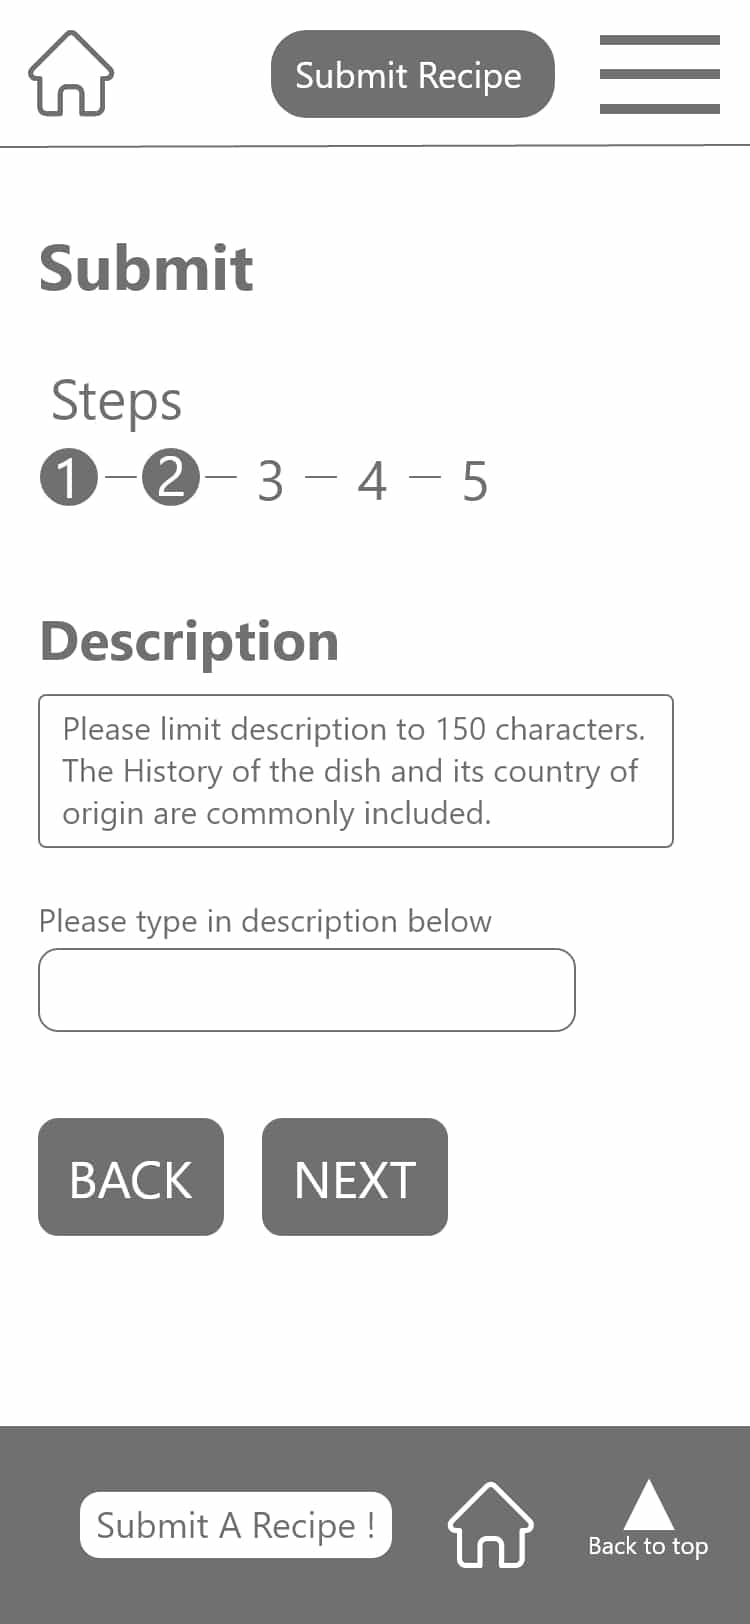 Submit Recipe
Submit
Steps
1 – 2 – 3 – 4 – 5
Description
Please limit description to 150 characters.
The History of the dish and its country of
origin are commonly included.
Please type in description below
BACK NEXT
Submit A Recipe !
Back to top